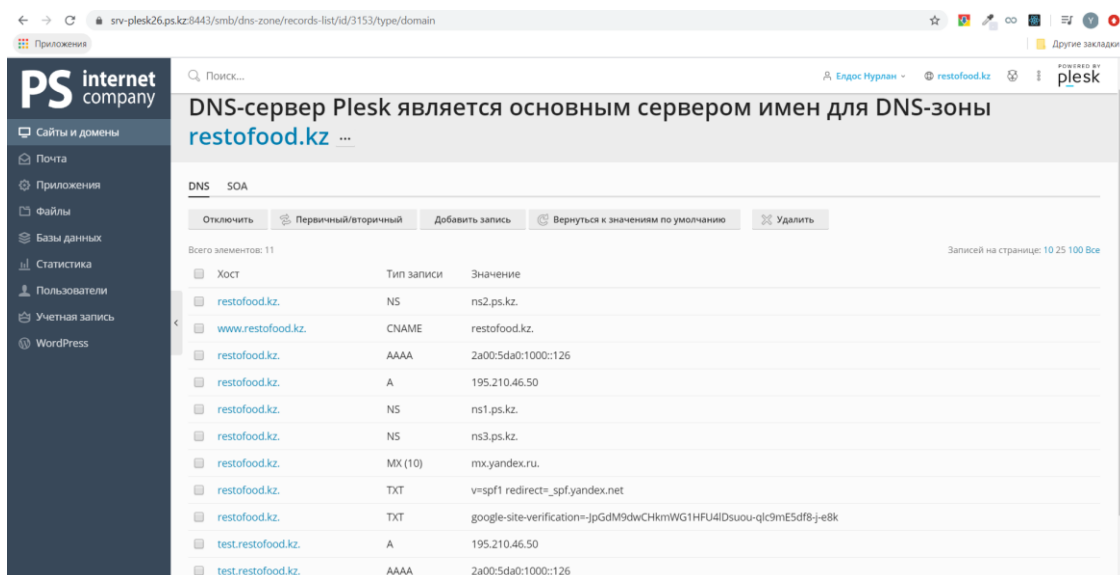 srv-plesk26.ps.kz:8443/smb/dns-zone/records-list/id/3153/type/domain
Приложения
Другие закладки
PS internet company
Поиск...
Елдос Нурлан
restofood.kz
POWERED BY
plesk
Сайты и домены
Почта
Приложения
Файлы
Базы данных
Статистика
Пользователи
Учетная запись
WordPress
DNS-сервер Plesk является основным сервером имен для DNS-зоны
restofood.kz ...
DNS SOA
Отключить Первичный/вторичный Добавить запись Вернуться к значениям по умолчанию Удалить
Всего элементов: 11 Записей на странице: 10 25 100 Все
Хост Тип записи Значение
restofood.kz. NS ns2.ps.kz.
www.restofood.kz. CNAME restofood.kz.
restofood.kz. AAAA 2a00:5da0:1000::126
restofood.kz. A 195.210.46.50
restofood.kz. NS ns1.ps.kz.
restofood.kz. NS ns3.ps.kz.
restofood.kz. MX (10) mx.yandex.ru.
restofood.kz. TXT v=spf1 redirect=_spf.yandex.net
restofood.kz. TXT google-site-verification=-JpGdM9dwCHkmWG1HFU4lDsuou-qlc9mE5df8-j-e8k
test.restofood.kz. A 195.210.46.50
test.restofood.kz. AAAA 2a00:5da0:1000::126